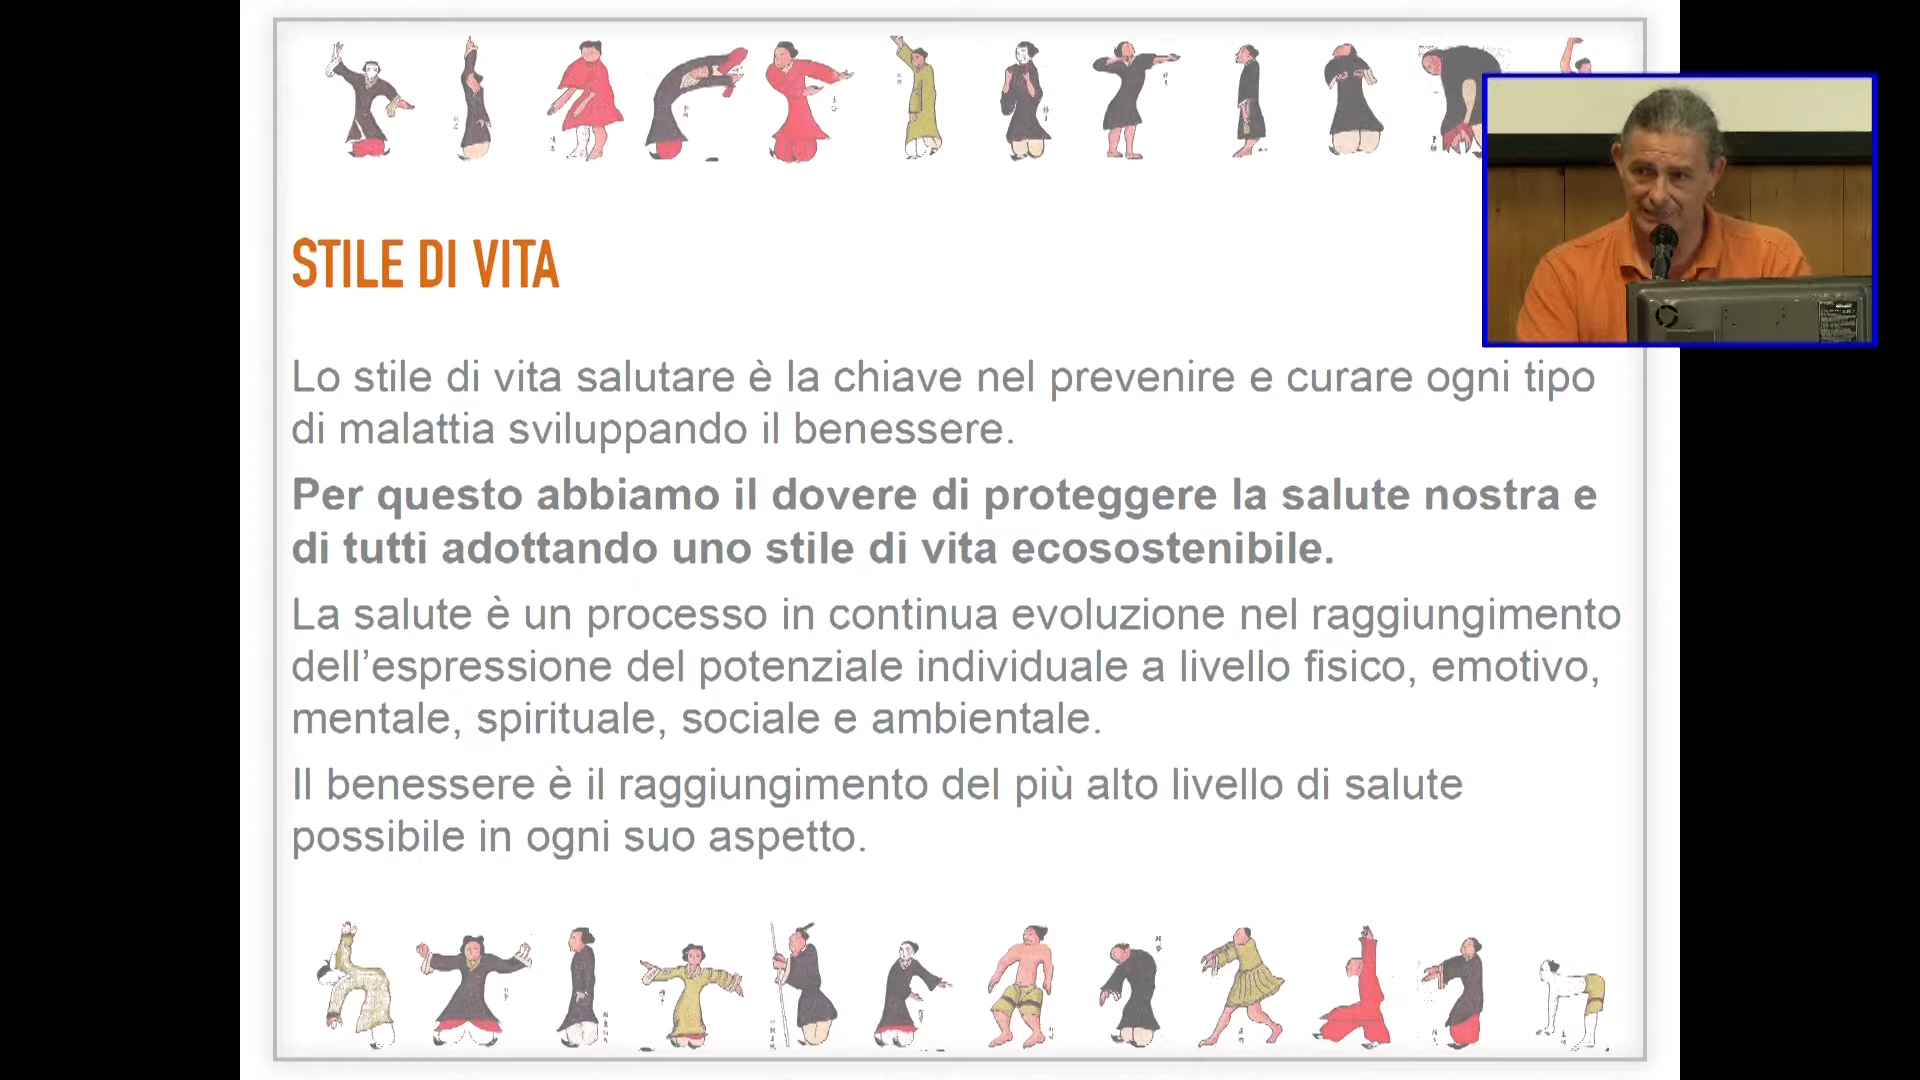 STILE DI VITA
Lo stile di vita salutare è la chiave nel prevenire e curare ogni tipo
di malattia sviluppando il benessere.
Per questo abbiamo il dovere di proteggere la salute nostra e
di tutti adottando uno stile di vita ecosostenibile.
La salute è un processo in continua evoluzione nel raggiungimento
dell’espressione del potenziale individuale a livello fisico, emotivo,
mentale, spirituale, sociale e ambientale.
Il benessere è il raggiungimento del più alto livello di salute
possibile in ogni suo aspetto.